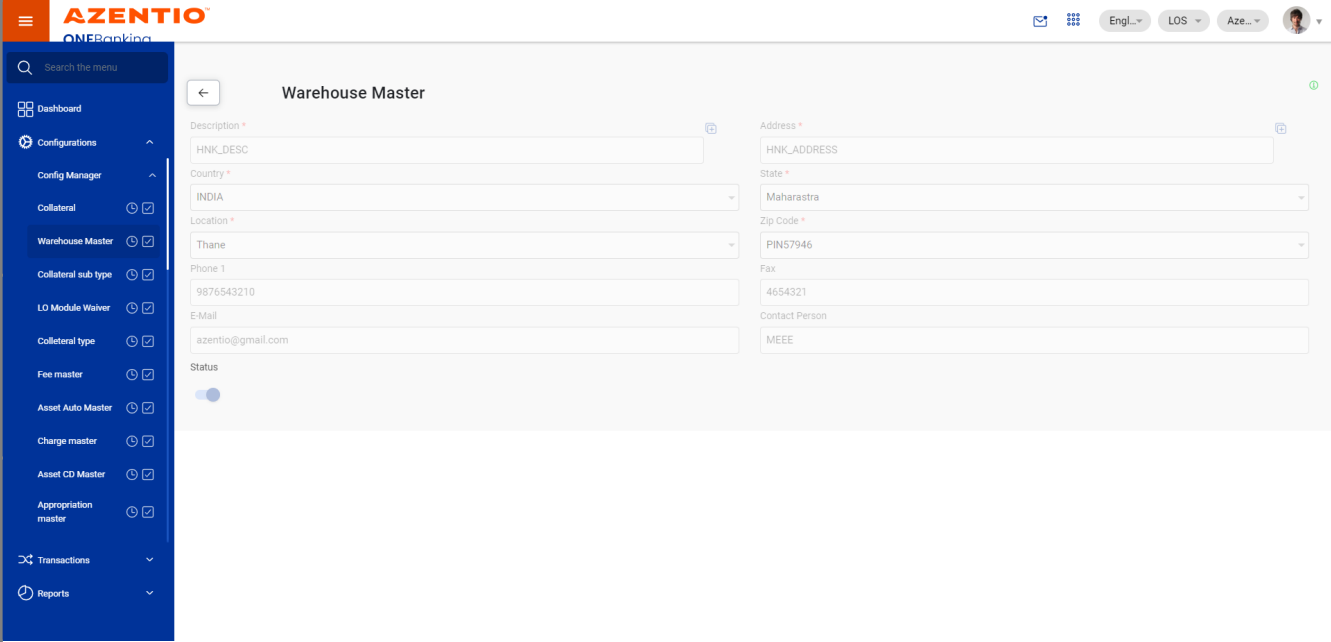 AZENTIO™
ONEBanking
Engl...
LOS
Aze...
Search the menu
Dashboard
Configurations
Config Manager
Collateral
Warehouse Master
Collateral sub type
LO Module Waiver
Colleteral type
Fee master
Asset Auto Master
Charge master
Asset CD Master
Appropriation
master
Transactions
Reports
Warehouse Master
Description *
HNK_DESC
Address *
HNK_ADDRESS
Country *
INDIA
State *
Maharastra
Location *
Thane
Zip Code *
PIN57946
Phone 1
9876543210
Fax
4654321
E-Mail
azentio@gmail.com
Contact Person
MEEE
Status